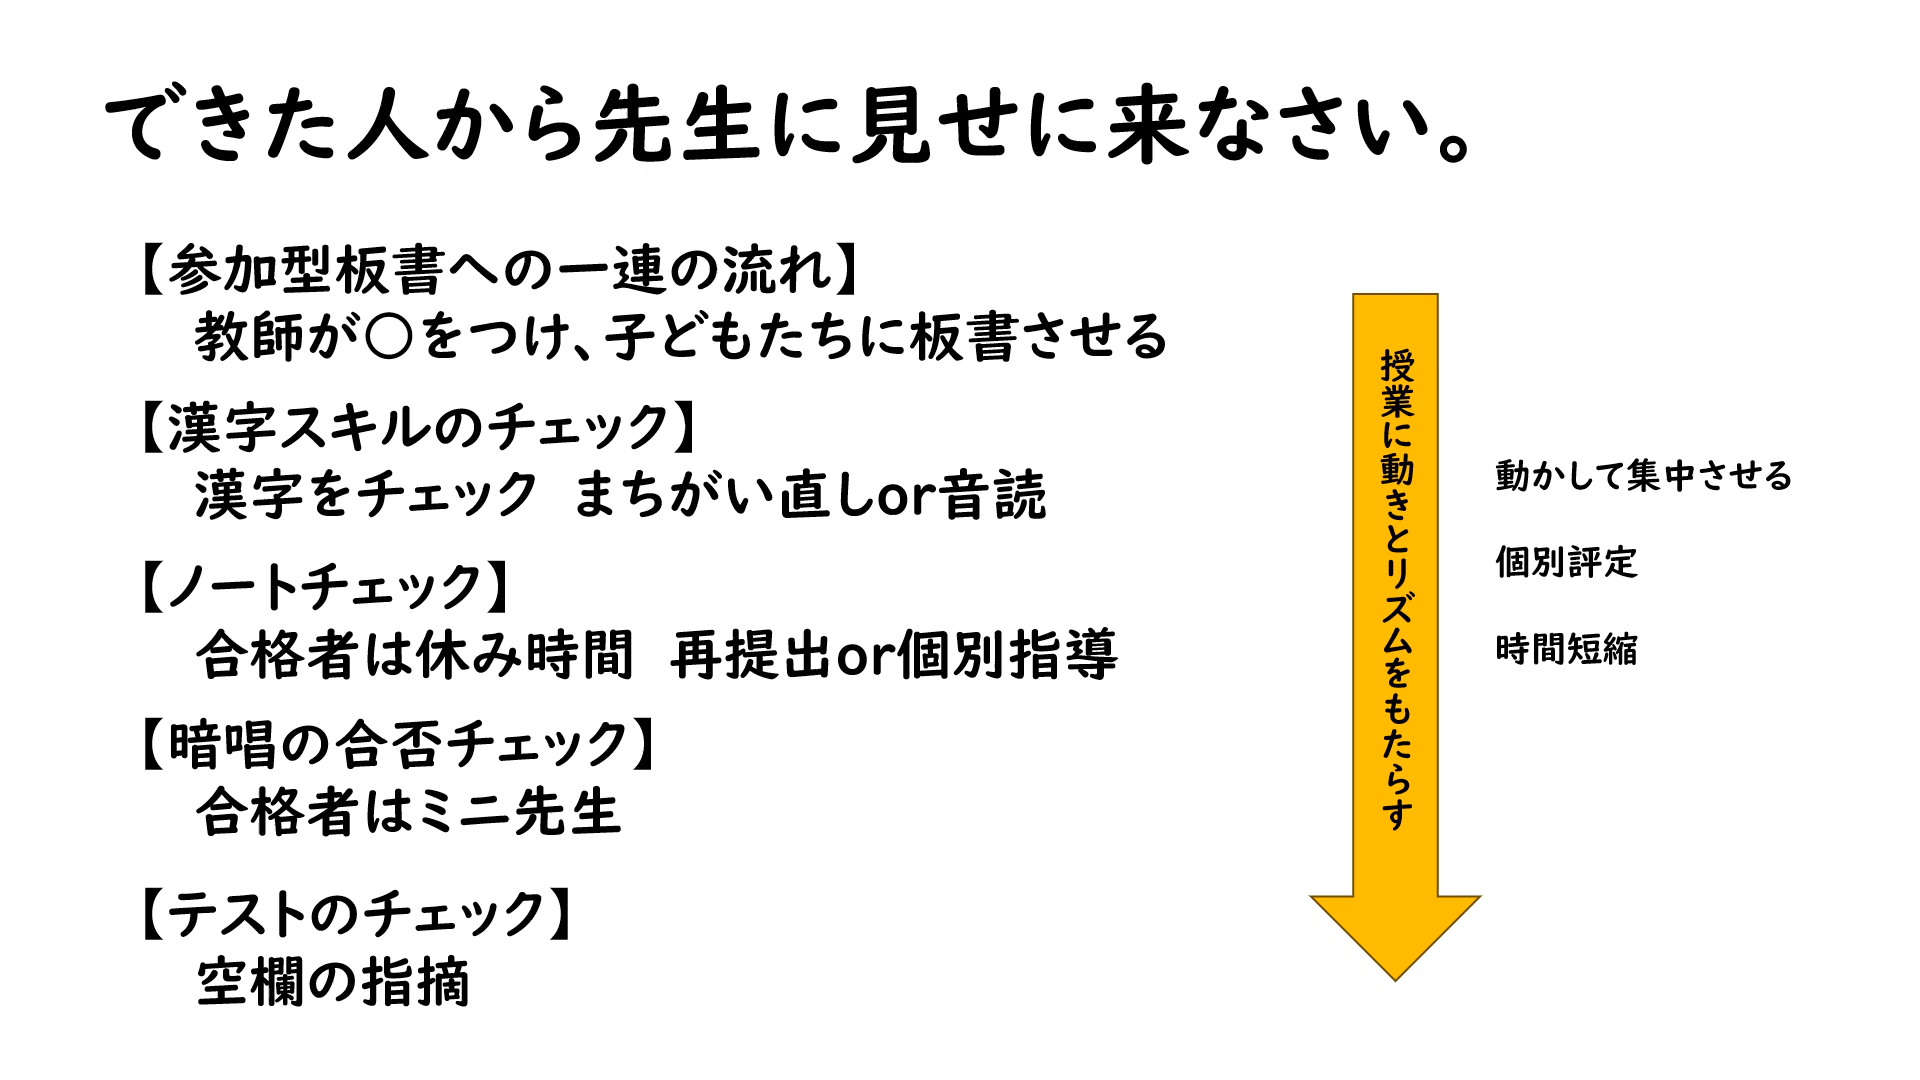 できた人から先生に見せに来なさい。
【参加型板書への一連の流れ】
教師が〇をつけ、子どもたちに板書させる
【漢字スキルのチェック】
漢字をチェック　まちがい直しor音読
【ノートチェック】
合格者は休み時間　再提出or個別指導
【暗唱の合否チェック】
合格者はミニ先生
【テストのチェック】
空欄の指摘
授業に動きとリズムをもたらす
動かして集中させる
個別評定
時間短縮